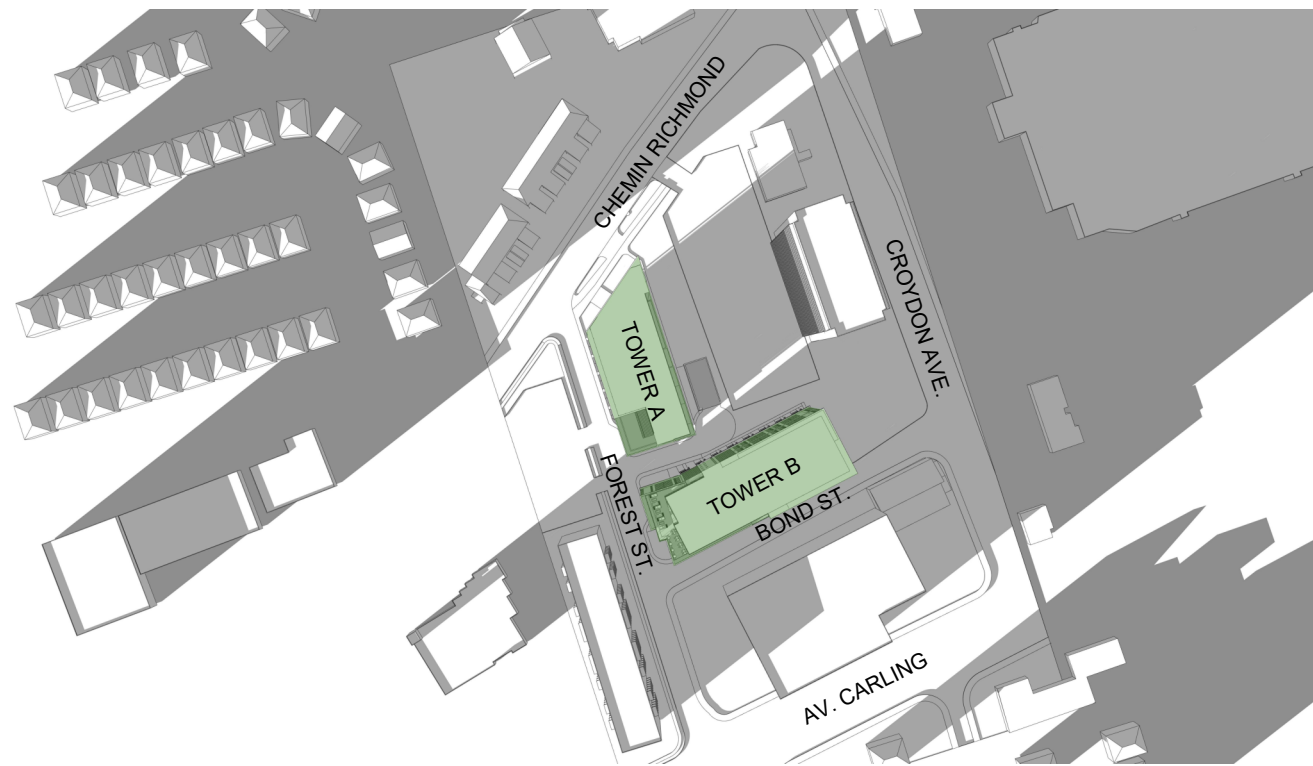 CHEMIN RICHMOND
CROYDON AVE.
TOWER A
TOWER B
FOREST ST.
BOND ST.
AV. CARLING